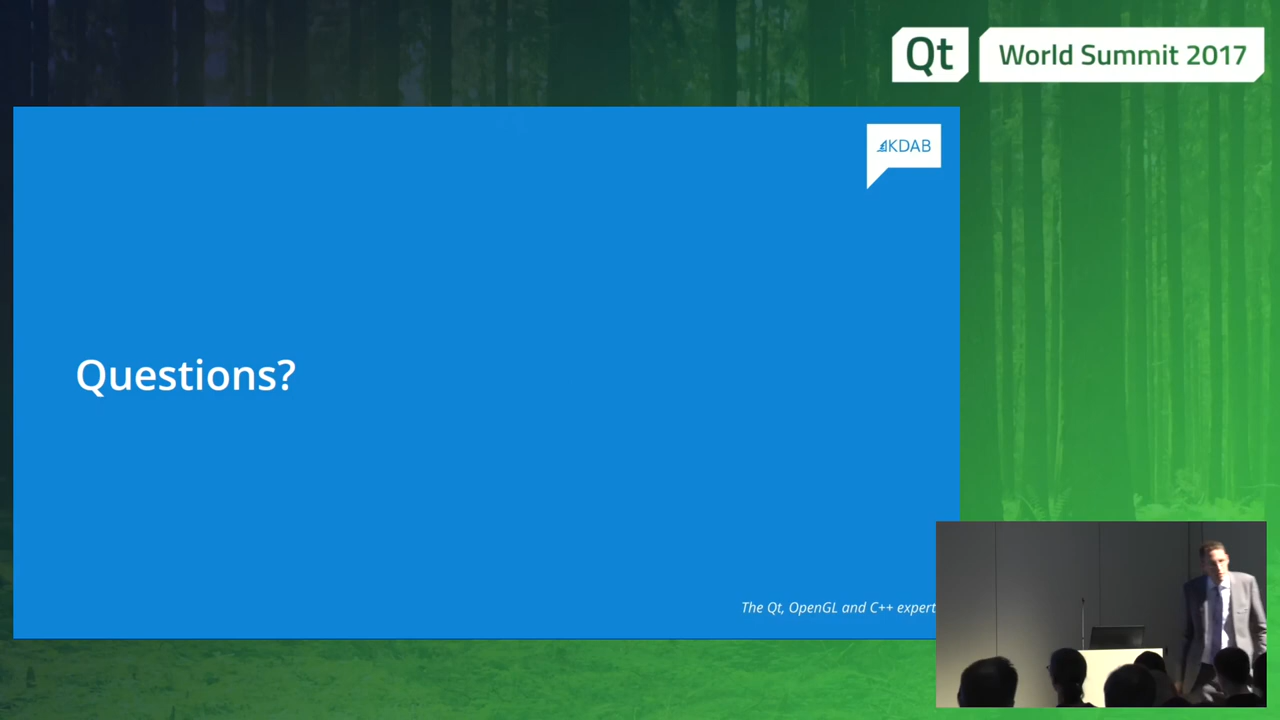 Qt World Summit 2017
KDAB
Questions?
The Qt, OpenGL and C++ expert